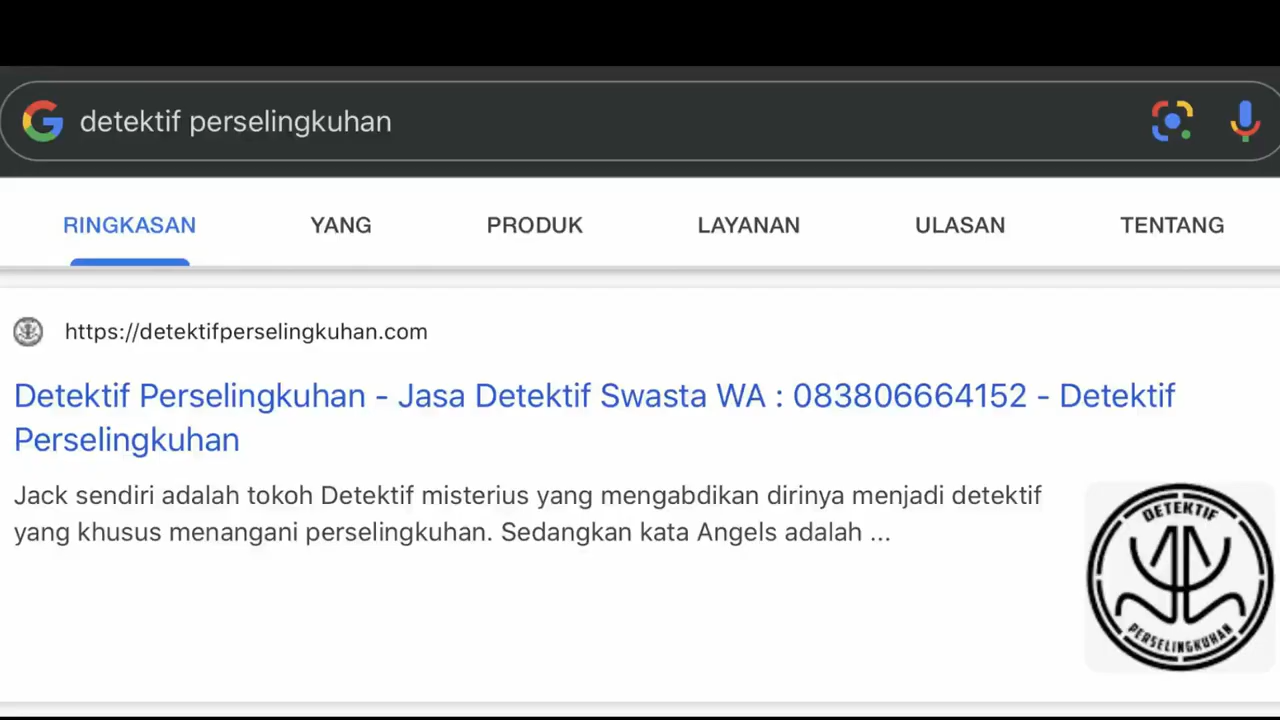 detektif perselingkuhan
RINGKASAN YANG PRODUK LAYANAN ULASAN TENTANG
https://detektifperselingkuhan.com
Detektif Perselingkuhan - Jasa Detektif Swasta WA : 083806664152 - Detektif
Perselingkuhan
Jack sendiri adalah tokoh Detektif misterius yang mengabdikan dirinya menjadi detektif
yang khusus menangani perselingkuhan. Sedangkan kata Angels adalah ...
DETEKTIF
PERSELINGKUHAN